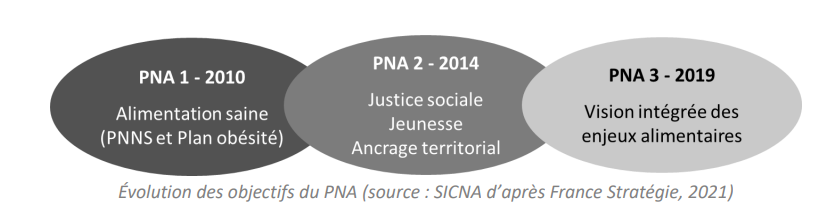 PNA 1 - 2010
Alimentation saine
(PNNS et Plan obésité)
PNA 2 - 2014
Justice sociale
Jeunesse
Ancrage territorial
PNA 3 - 2019
Vision intégrée des
enjeux alimentaires
Évolution des objectifs du PNA (source : SICNA d’après France Stratégie, 2021)